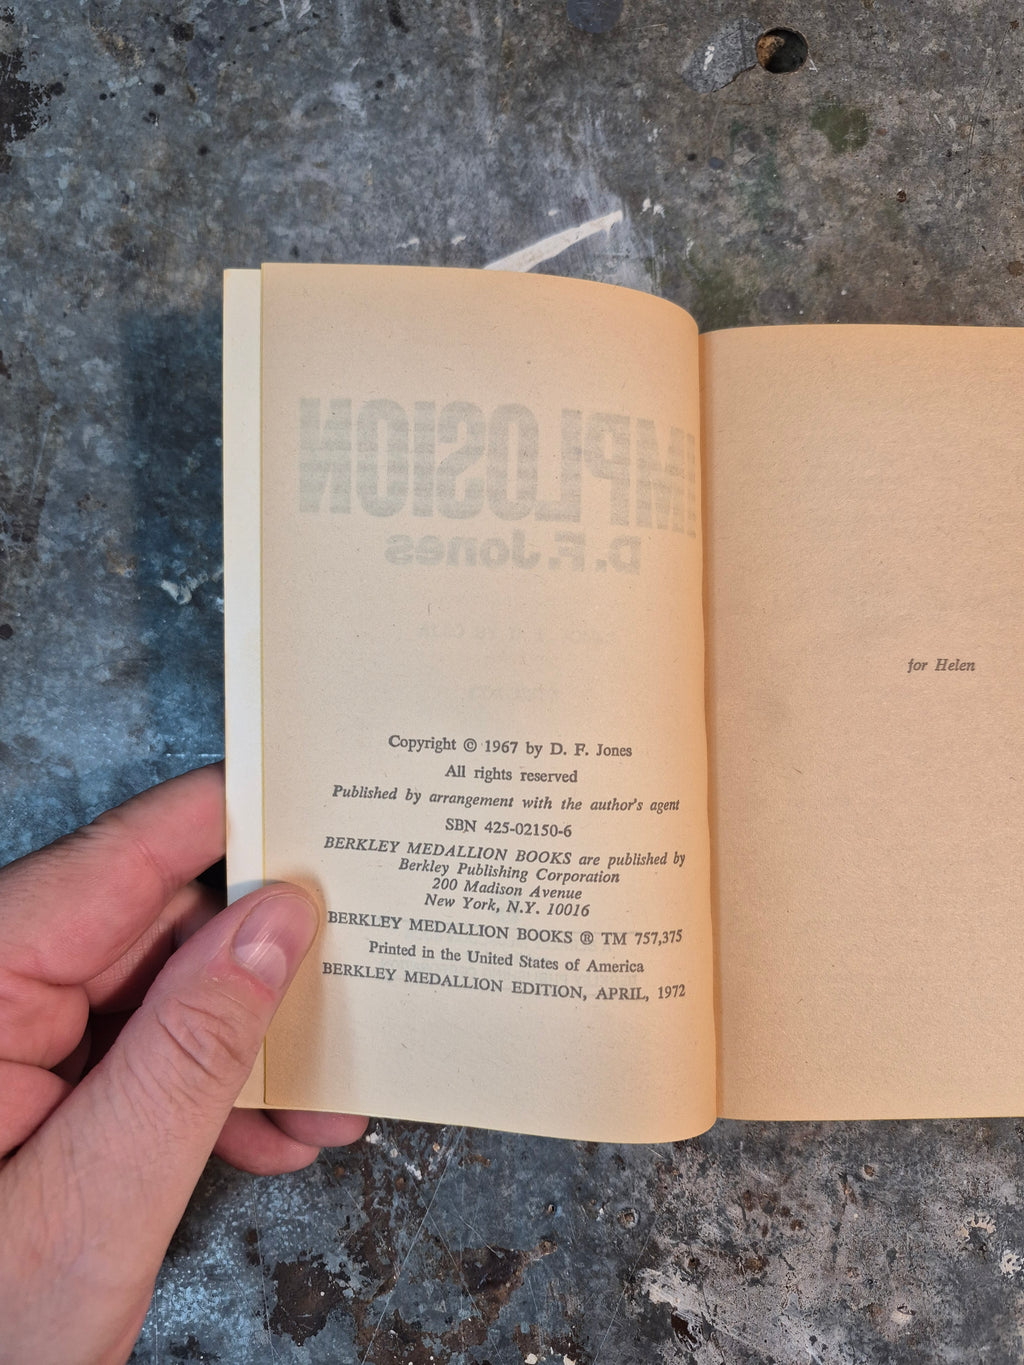 IMPLOSION
D. F. Jones
Copyright © 1967 by D. F. Jones
All rights reserved
Published by arrangement with the author's agent
SBN 425-02150-6
BERKLEY MEDALLION BOOKS are published by
Berkley Publishing Corporation
200 Madison Avenue
New York, N.Y. 10016
BERKLEY MEDALLION BOOKS ® TM 757,375
Printed in the United States of America
BERKLEY MEDALLION EDITION, APRIL, 1972
for Helen